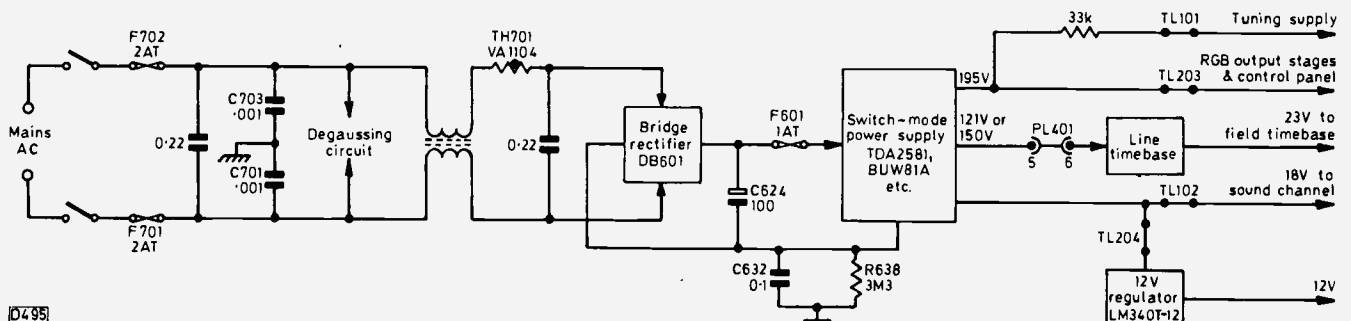 F702
2AT
Mains
AC
0·22
C703
·001
C701
·001
F701
2AT
Degaussing
circuit
TH701
VA1104
0·22
Bridge
rectifier
DB601
F601
1AT
C624
100
C632
0·1
R638
3M3
Switch-mode
power supply
TDA2581,
BUW81A
etc.
195V
121V or
150V
33k
TL101
Tuning supply
RGB output stages
& control panel
TL203
PL401
5
6
Line
timebase
23V to
field timebase
18V to
sound channel
TL102
TL204
12V
regulator
LM340T-12
12V
D495